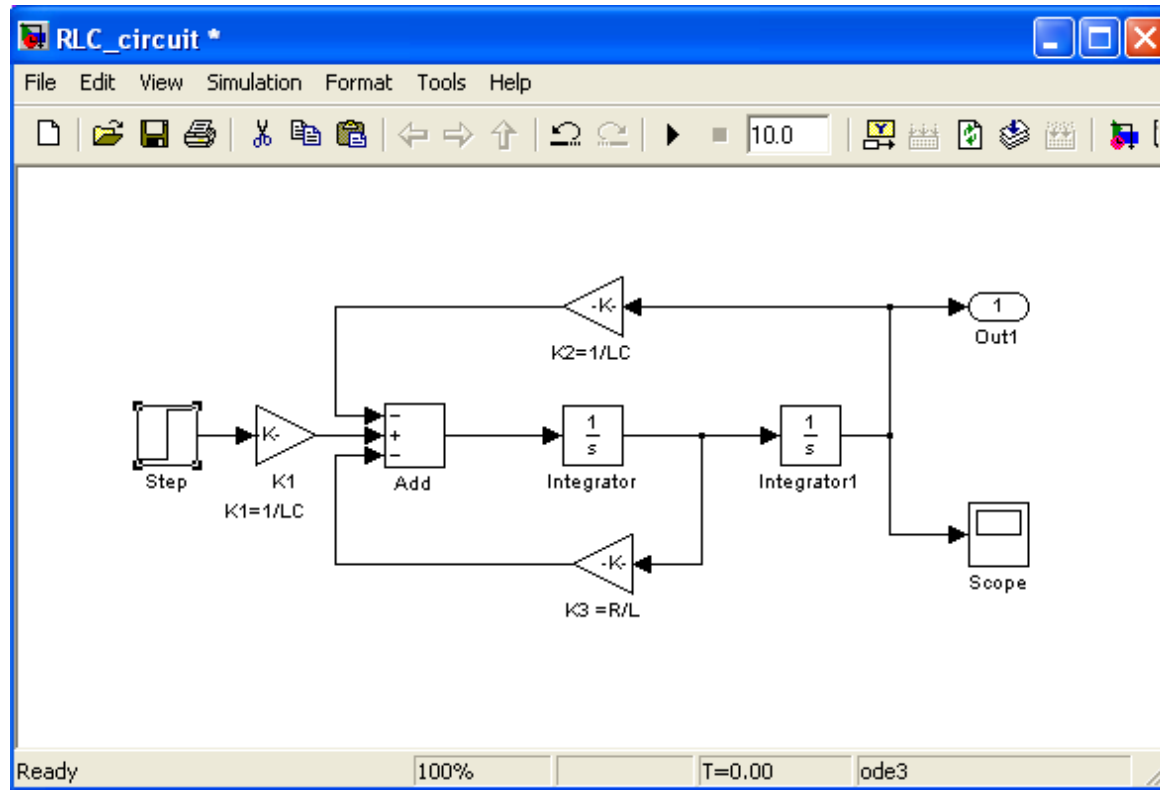 RLC_circuit *
File Edit View Simulation Format Tools Help
10.0
1
Out1
-K-
K2=1/LC
Step
K-
K1
K1=1/LC
−
+
−
Add
1
s
Integrator
1
s
Integrator1
Scope
-K-
K3 =R/L
Ready 100% T=0.00 ode3